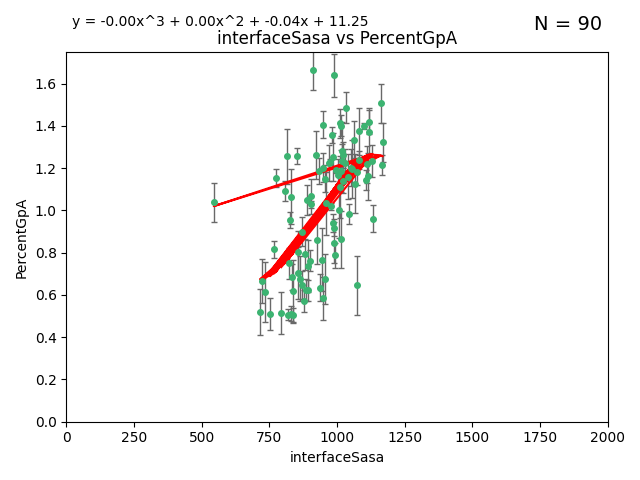 y = -0.00x^3 + 0.00x^2 + -0.04x + 11.25
N = 90
interfaceSasa vs PercentGpA
PercentGpA
1.6
1.4
1.2
1.0
0.8
0.6
0.4
0.2
0.0
0 250 500 750 1000 1250 1500 1750 2000
interfaceSasa